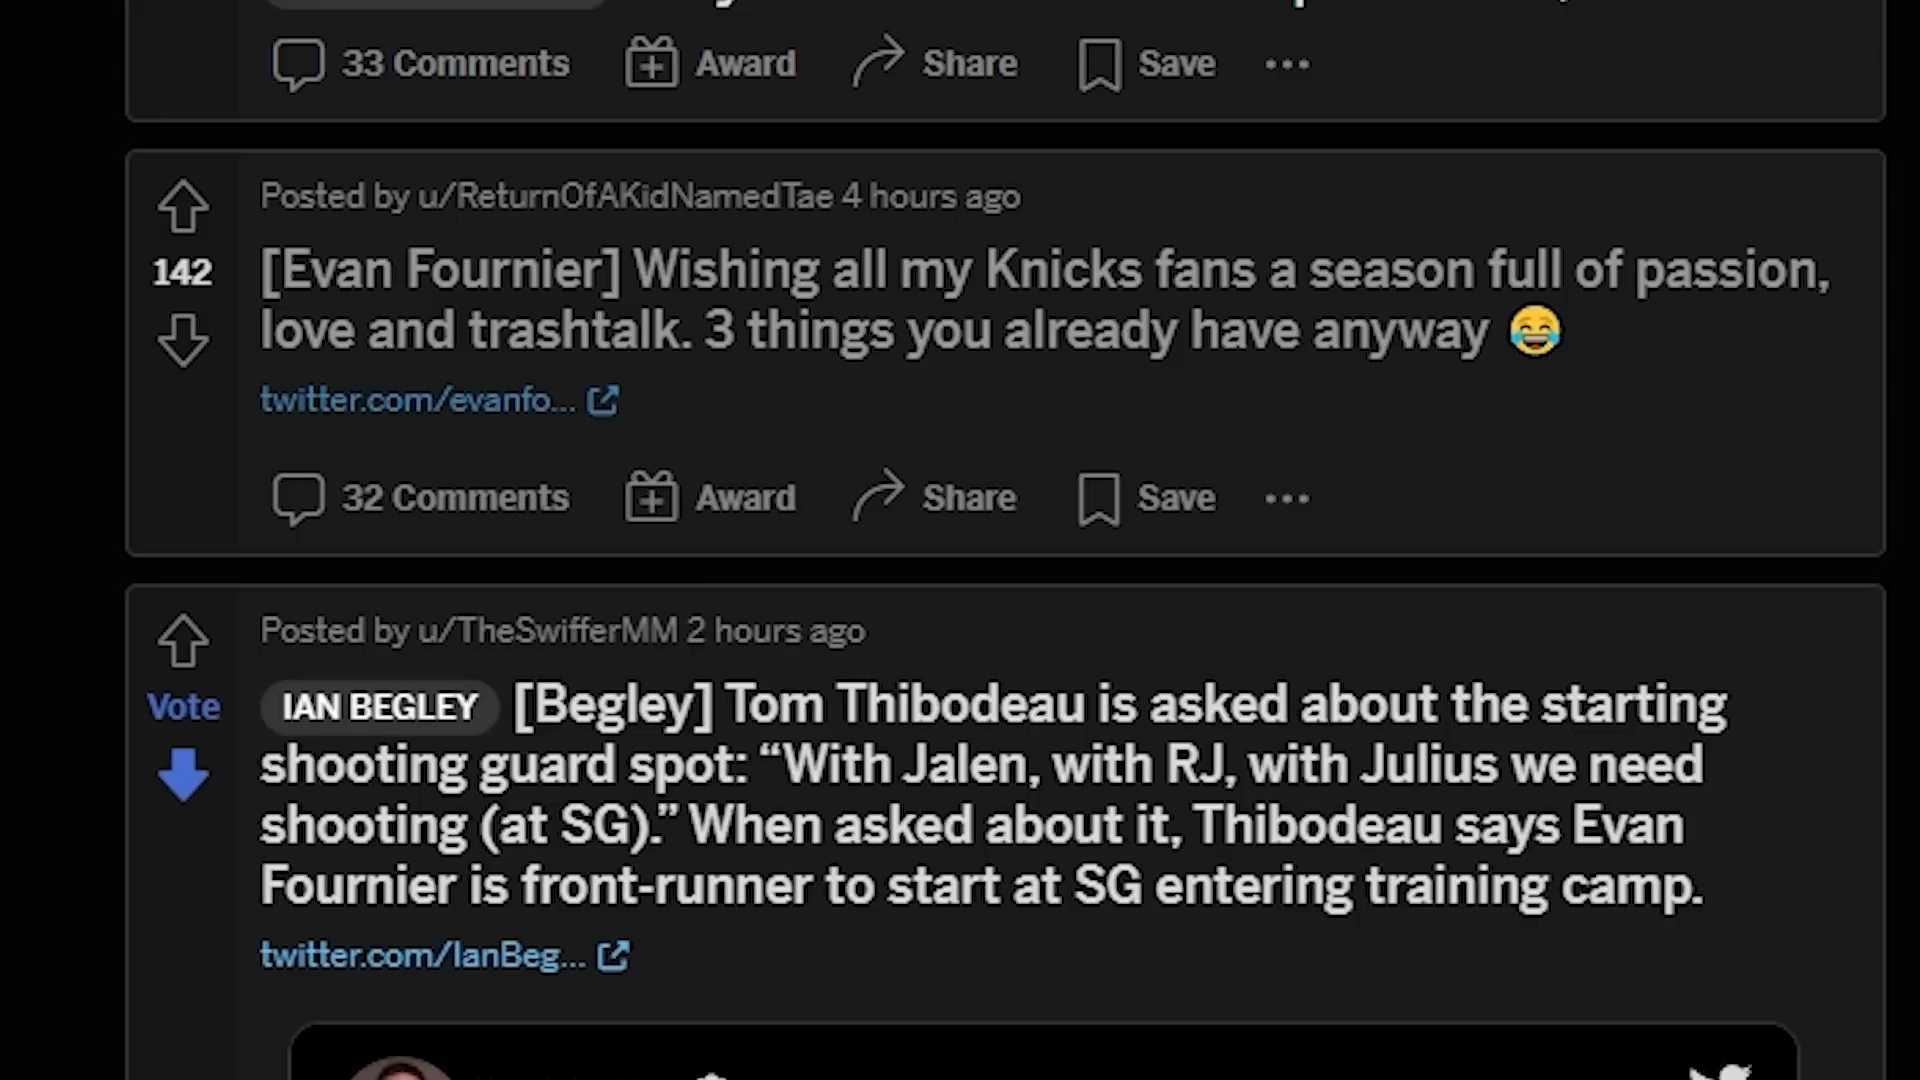 33 Comments Award Share Save
Posted by u/ReturnOfAKidNamedTae 4 hours ago
142
[Evan Fournier] Wishing all my Knicks fans a season full of passion,
love and trashtalk. 3 things you already have anyway 😂
twitter.com/evanfo...
32 Comments Award Share Save
Posted by u/TheSwifferMM 2 hours ago
Vote
IAN BEGLEY [Begley] Tom Thibodeau is asked about the starting
shooting guard spot: “With Jalen, with RJ, with Julius we need
shooting (at SG).” When asked about it, Thibodeau says Evan
Fournier is front-runner to start at SG entering training camp.
twitter.com/IanBeg...